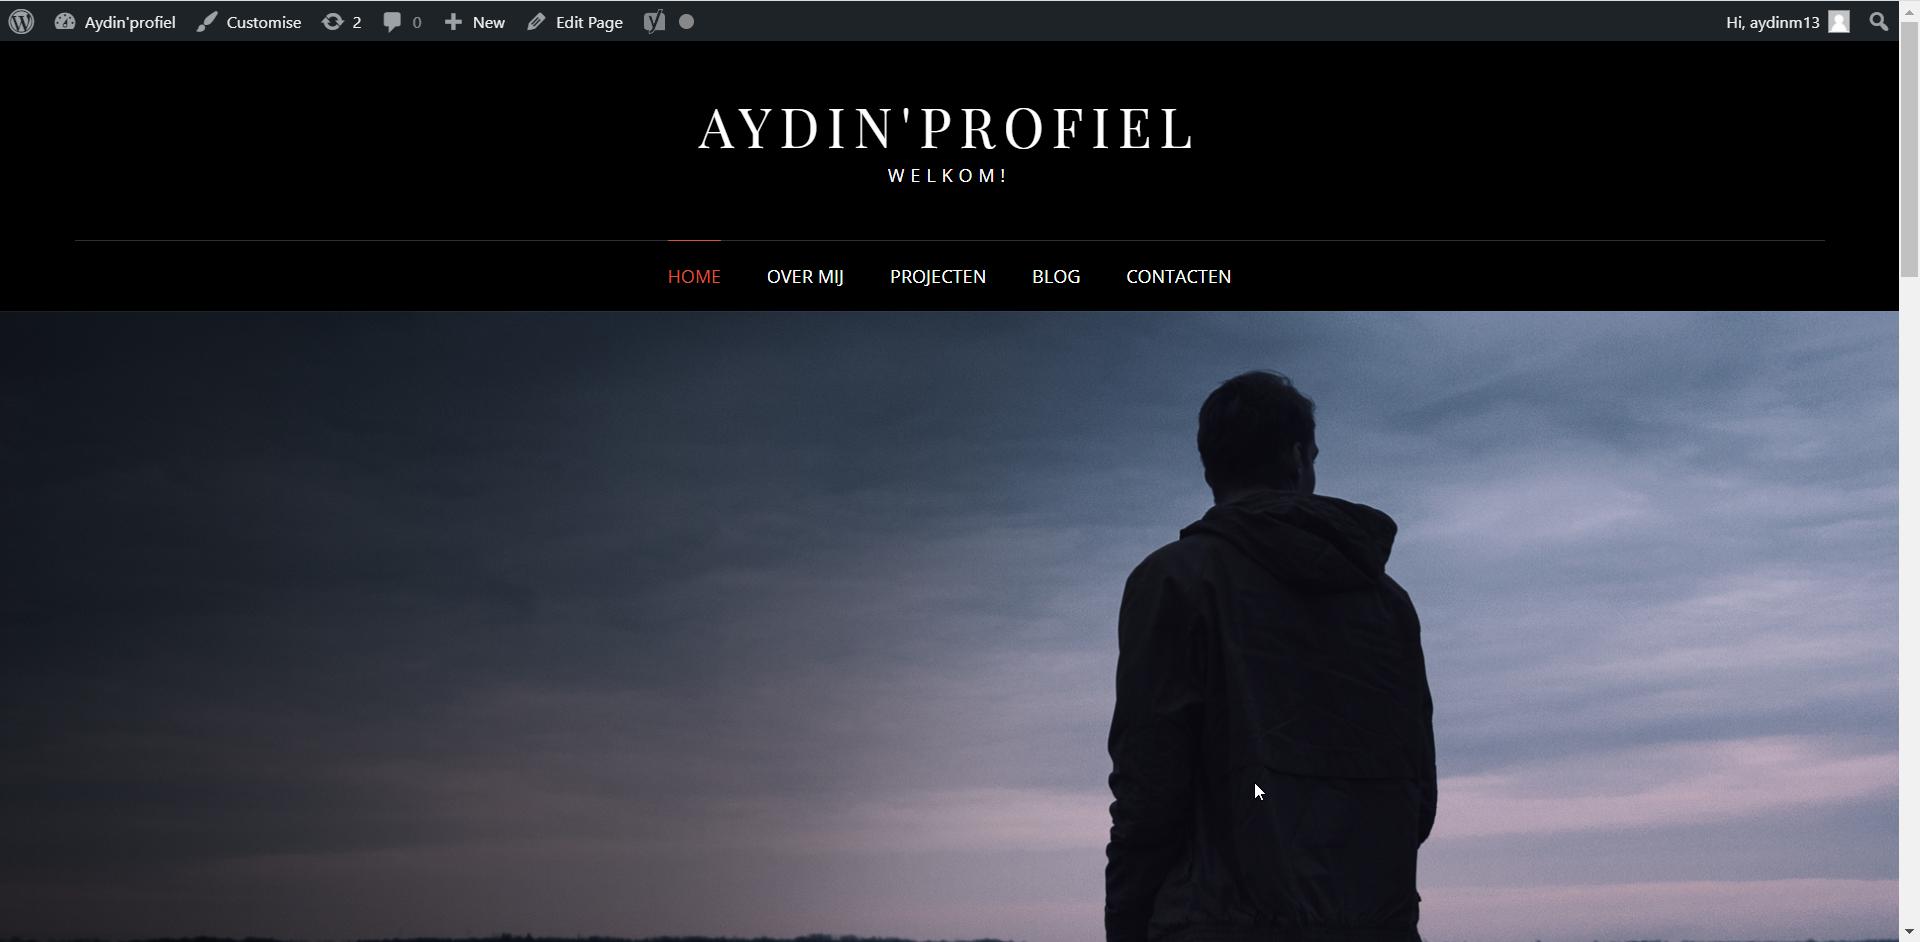 Aydin'profiel Customise 2 0 New Edit Page Hi, aydinm13
AYDIN'PROFIEL
WELKOM!
HOME OVER MIJ PROJECTEN BLOG CONTACTEN